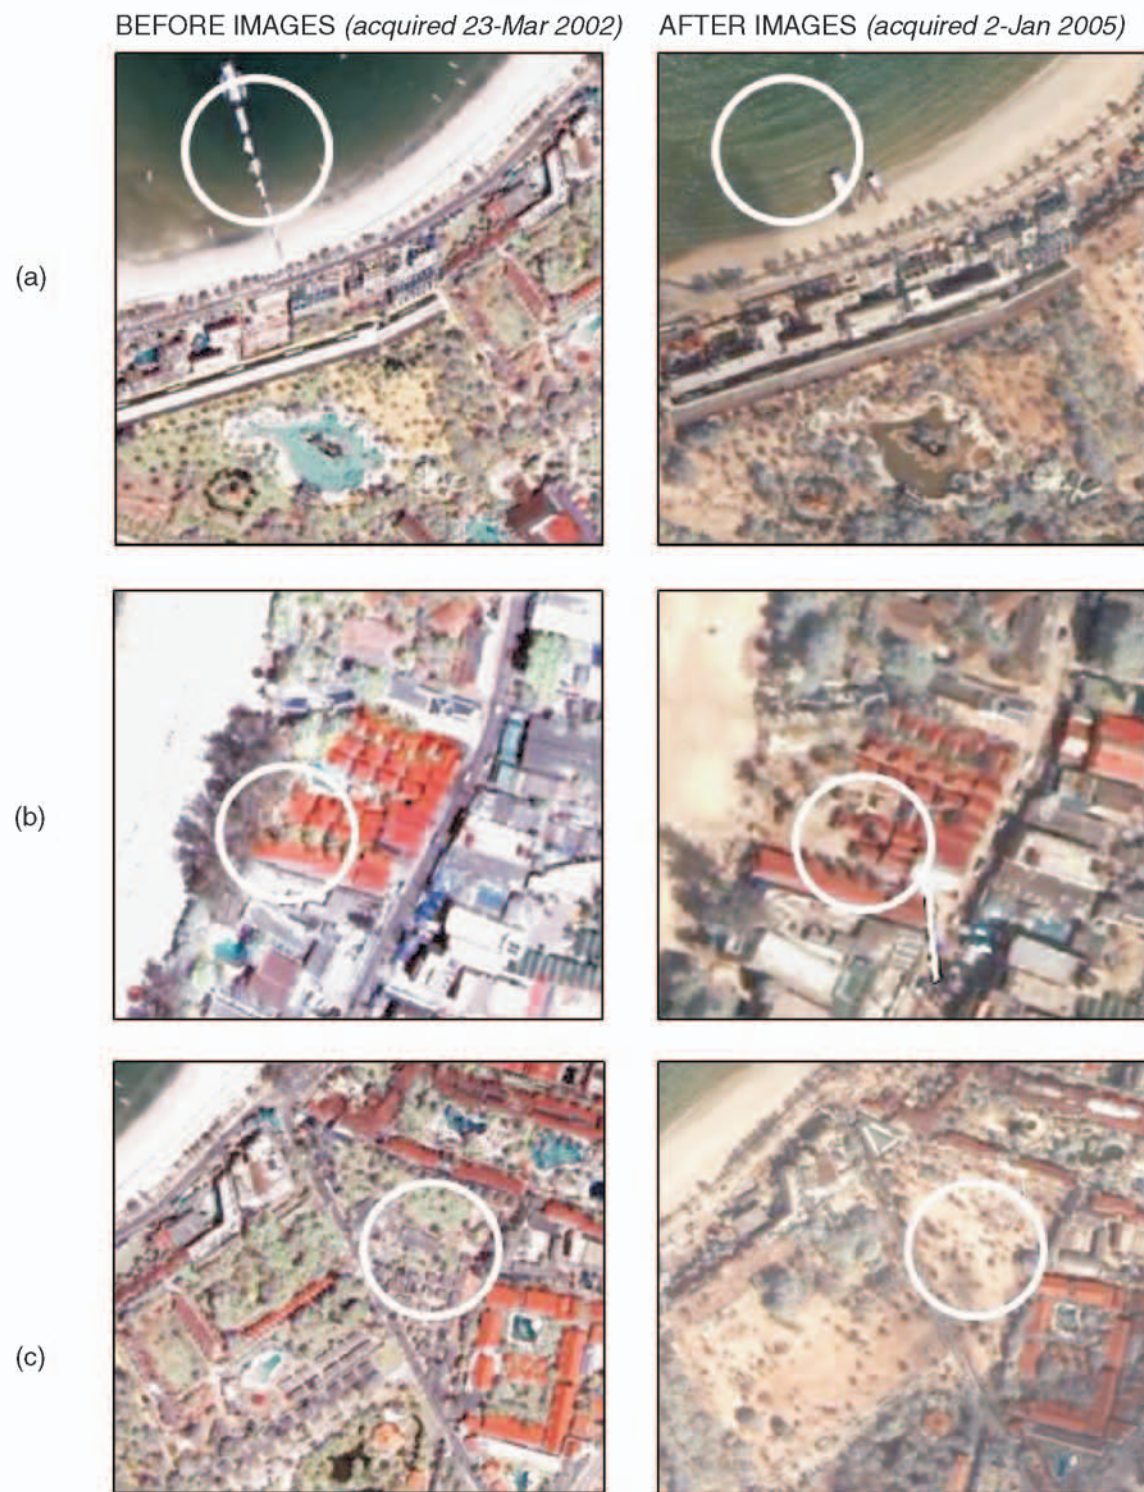 BEFORE IMAGES (acquired 23-Mar 2002)
AFTER IMAGES (acquired 2-Jan 2005)
(a)
(b)
(c)